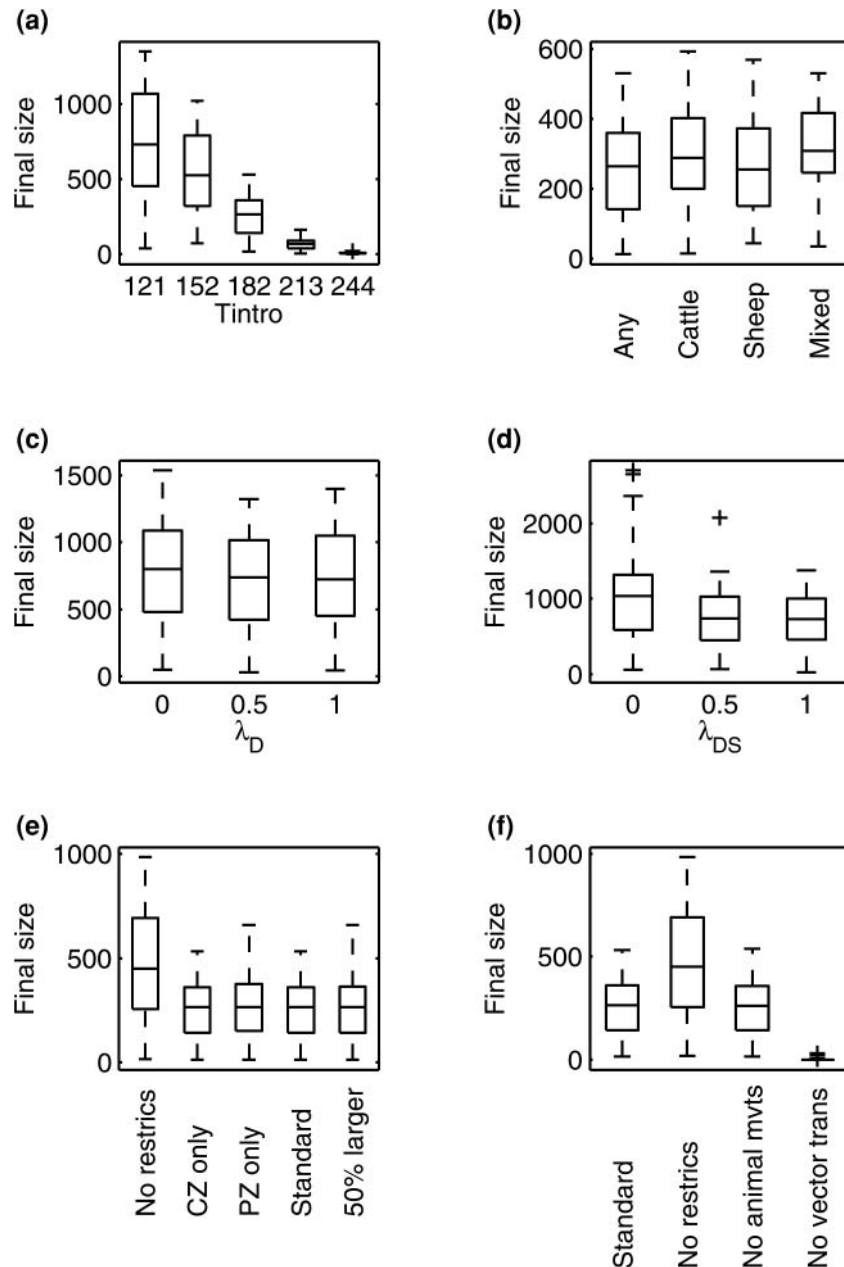 (a)
Final size
1000
500
0
121 152 182 213 244
Tintro
(b)
Final size
600
400
200
0
Any
Cattle
Sheep
Mixed
(c)
Final size
1500
1000
500
0
0 0.5 1
λD
(d)
Final size
2000
1000
0
0 0.5 1
λDS
(e)
Final size
1000
500
0
No restrics
CZ only
PZ only
Standard
50% larger
(f)
Final size
1000
500
0
Standard
No restrics
No animal mvts
No vector trans